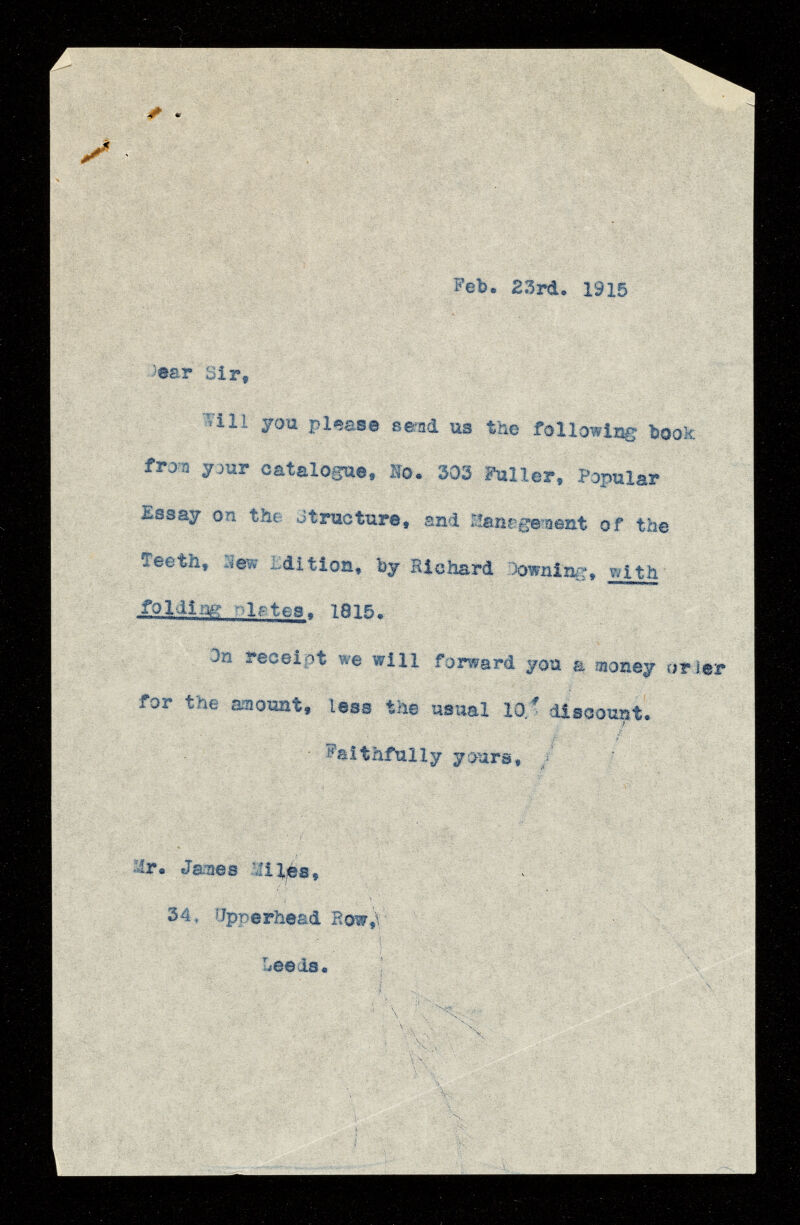 Feb. 23rd. 1915
Dear Sir,
Will you please send us the following book
from your catalogue, No. 303 Fuller, Popular
Essay on the Structure, and Management of the
Teeth, New Edition, by Richard Downing, with
folding plates, 1815.
On receipt we will forward you a money order
for the amount, less the usual 10% discount.
Faithfully yours,
Mr. James Miles,
34, Upperhead Row,
Leeds.